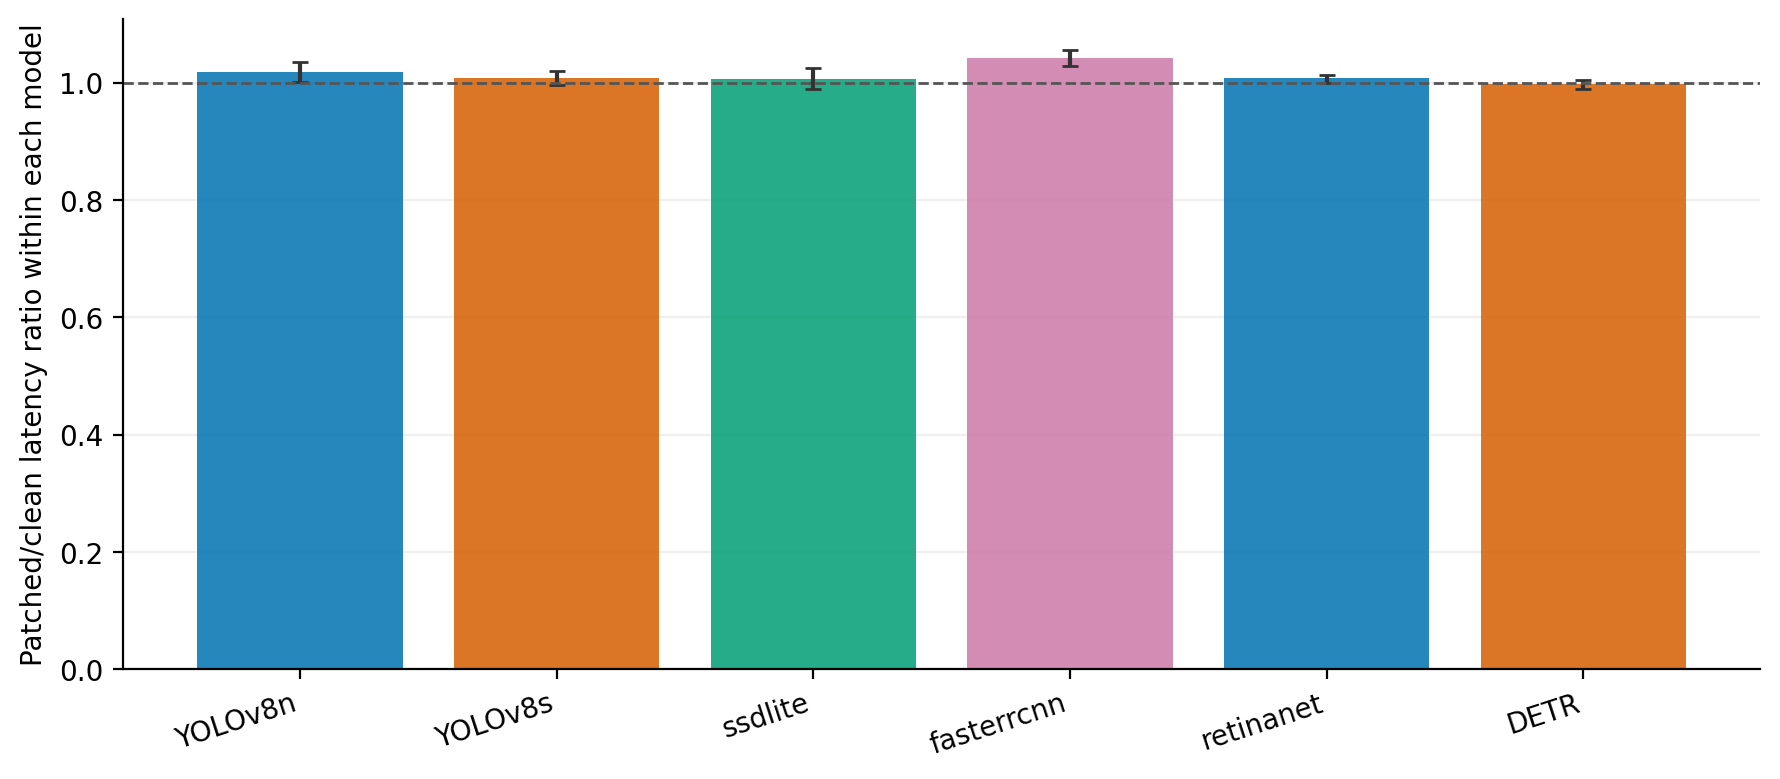 Patched/clean latency ratio within each model
1.0
0.8
0.6
0.4
0.2
0.0
YOLOv8n
YOLOv8s
ssdlite
fasterrcnn
retinanet
DETR